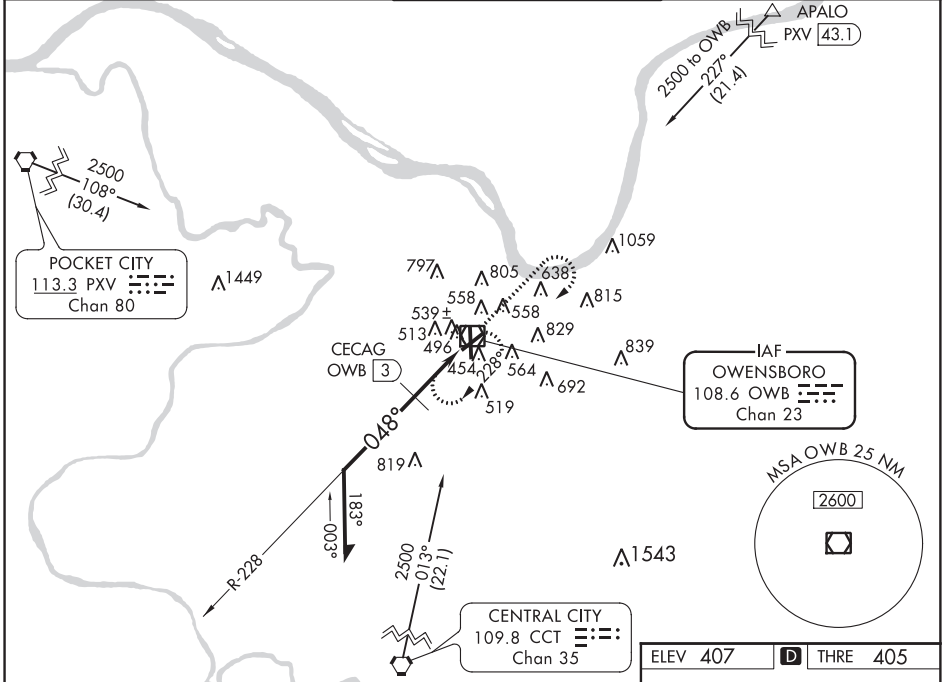 APALO
PXV 43.1
2500 to OWB
227°
(21.4)
2500
108°
(30.4)
POCKET CITY
113.3 PXV
Chan 80
1449
1059
797
805
638
558
558
815
539±
513
496
829
839
CECAG
OWB 3
454
228°
564
692
519
IAF
OWENSBORO
108.6 OWB
Chan 23
048°
819
MSA OWB 25 NM
2600
183°
003°
R-228
2500
013°
(22.1)
1543
CENTRAL CITY
109.8 CCT
Chan 35
ELEV 407 D THRE 405